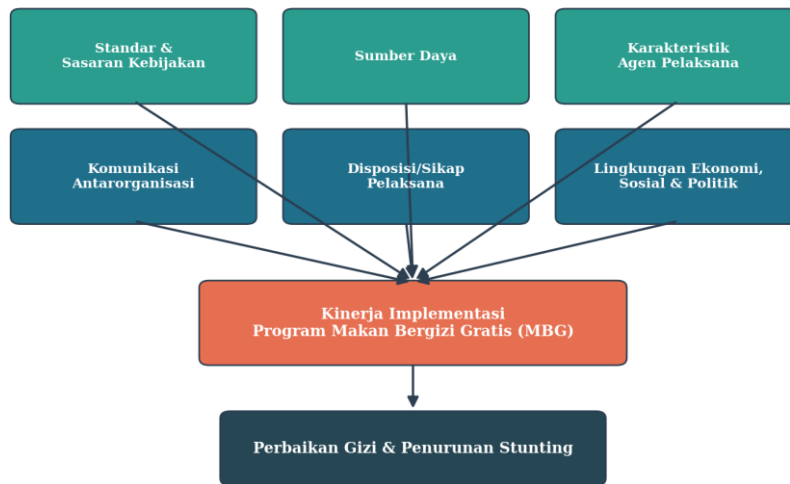 Standar &
Sasaran Kebijakan
Sumber Daya
Karakteristik
Agen Pelaksana
Komunikasi
Antarorganisasi
Disposisi/Sikap
Pelaksana
Lingkungan Ekonomi,
Sosial & Politik
Kinerja Implementasi
Program Makan Bergizi Gratis (MBG)
Perbaikan Gizi & Penurunan Stunting